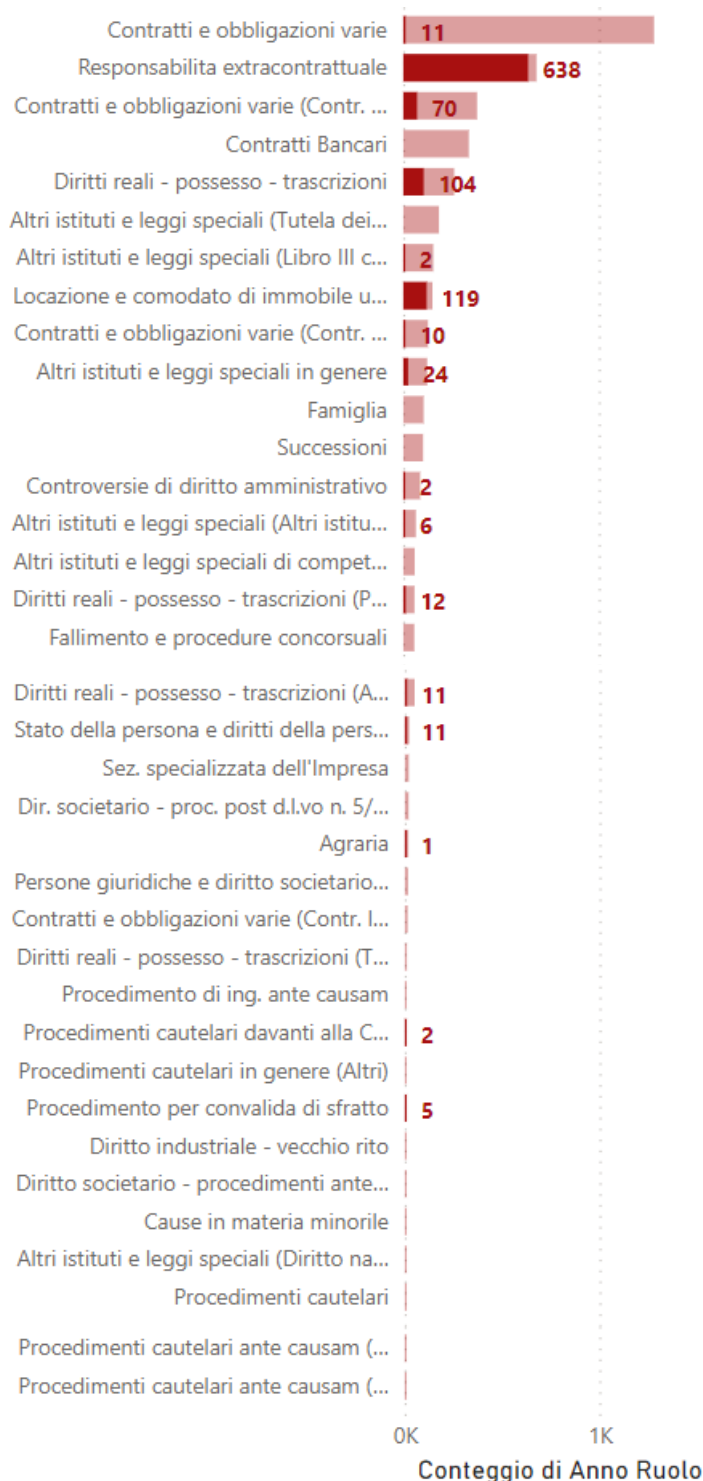 Contratti e obbligazioni varie 11
Responsabilita extracontrattuale 638
Contratti e obbligazioni varie (Contr. ... 70
Contratti Bancari
Diritti reali - possesso - trascrizioni 104
Altri istituti e leggi speciali (Tutela dei...
Altri istituti e leggi speciali (Libro III c... 2
Locazione e comodato di immobile u... 119
Contratti e obbligazioni varie (Contr. ... 10
Altri istituti e leggi speciali in genere 24
Famiglia
Successioni
Controversie di diritto amministrativo 2
Altri istituti e leggi speciali (Altri istitu... 6
Altri istituti e leggi speciali di compet...
Diritti reali - possesso - trascrizioni (P... 12
Fallimento e procedure concorsuali
Diritti reali - possesso - trascrizioni (A... 11
Stato della persona e diritti della pers... 11
Sez. specializzata dell'Impresa
Dir. societario - proc. post d.l.vo n. 5/...
Agraria 1
Persone giuridiche e diritto societario...
Contratti e obbligazioni varie (Contr. I...
Diritti reali - possesso - trascrizioni (T...
Procedimento di ing. ante causam
Procedimenti cautelari davanti alla C... 2
Procedimenti cautelari in genere (Altri)
Procedimento per convalida di sfratto 5
Diritto industriale - vecchio rito
Diritto societario - procedimenti ante...
Cause in materia minorile
Altri istituti e leggi speciali (Diritto na...
Procedimenti cautelari
Procedimenti cautelari ante causam (...
Procedimenti cautelari ante causam (...
0K 1K
Conteggio di Anno Ruolo